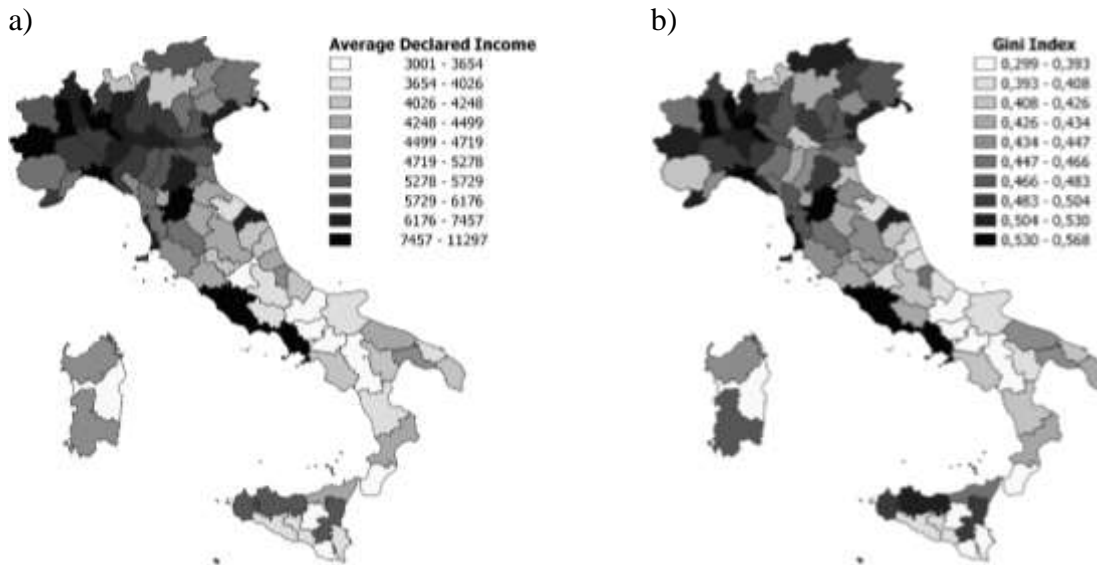 a)
b)
Average Declared Income
3001 - 3654
3654 - 4026
4026 - 4248
4248 - 4499
4499 - 4719
4719 - 5278
5278 - 5729
5729 - 6176
6176 - 7457
7457 - 11297
Gini Index
0,299 - 0,393
0,393 - 0,408
0,408 - 0,426
0,426 - 0,434
0,434 - 0,447
0,447 - 0,466
0,466 - 0,483
0,483 - 0,504
0,504 - 0,530
0,530 - 0,568